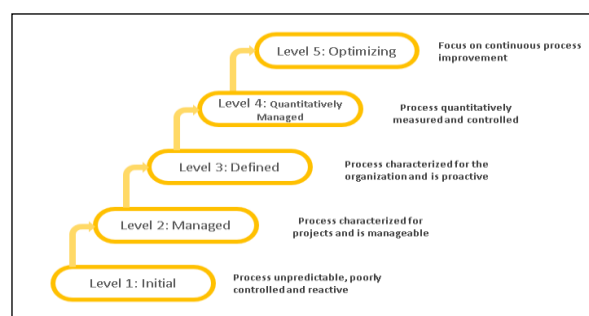 Level 5: Optimizing
Focus on continuous process
improvement
Level 4: Quantitatively
Managed
Process quantitatively
measured and controlled
Level 3: Defined
Process characterized for the
organization and is proactive
Level 2: Managed
Process characterized for
projects and is manageable
Level 1: Initial
Process unpredictable, poorly
controlled and reactive